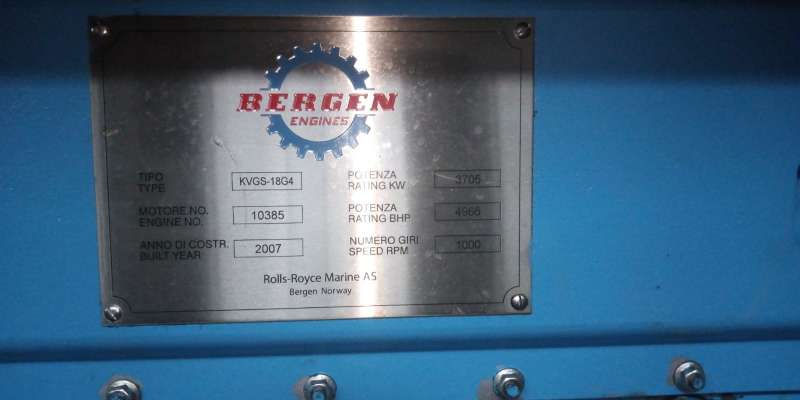 BERGEN
ENGINES
TIPO
TYPE
KVGS-18G4
POTENZA
RATING KW
3705
MOTORE NO.
ENGINE NO.
10385
POTENZA
RATING BHP
4966
ANNO DI COSTR.
BUILT YEAR
2007
NUMERO GIRI
SPEED RPM
1000
Rolls-Royce Marine AS
Bergen Norway